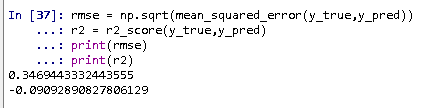 In [37]: rmse = np.sqrt(mean_squared_error(y_true,y_pred))
    ...: r2 = r2_score(y_true,y_pred)
    ...: print(rmse)
    ...: print(r2)
0.3469443332443555
-0.09092890827806129